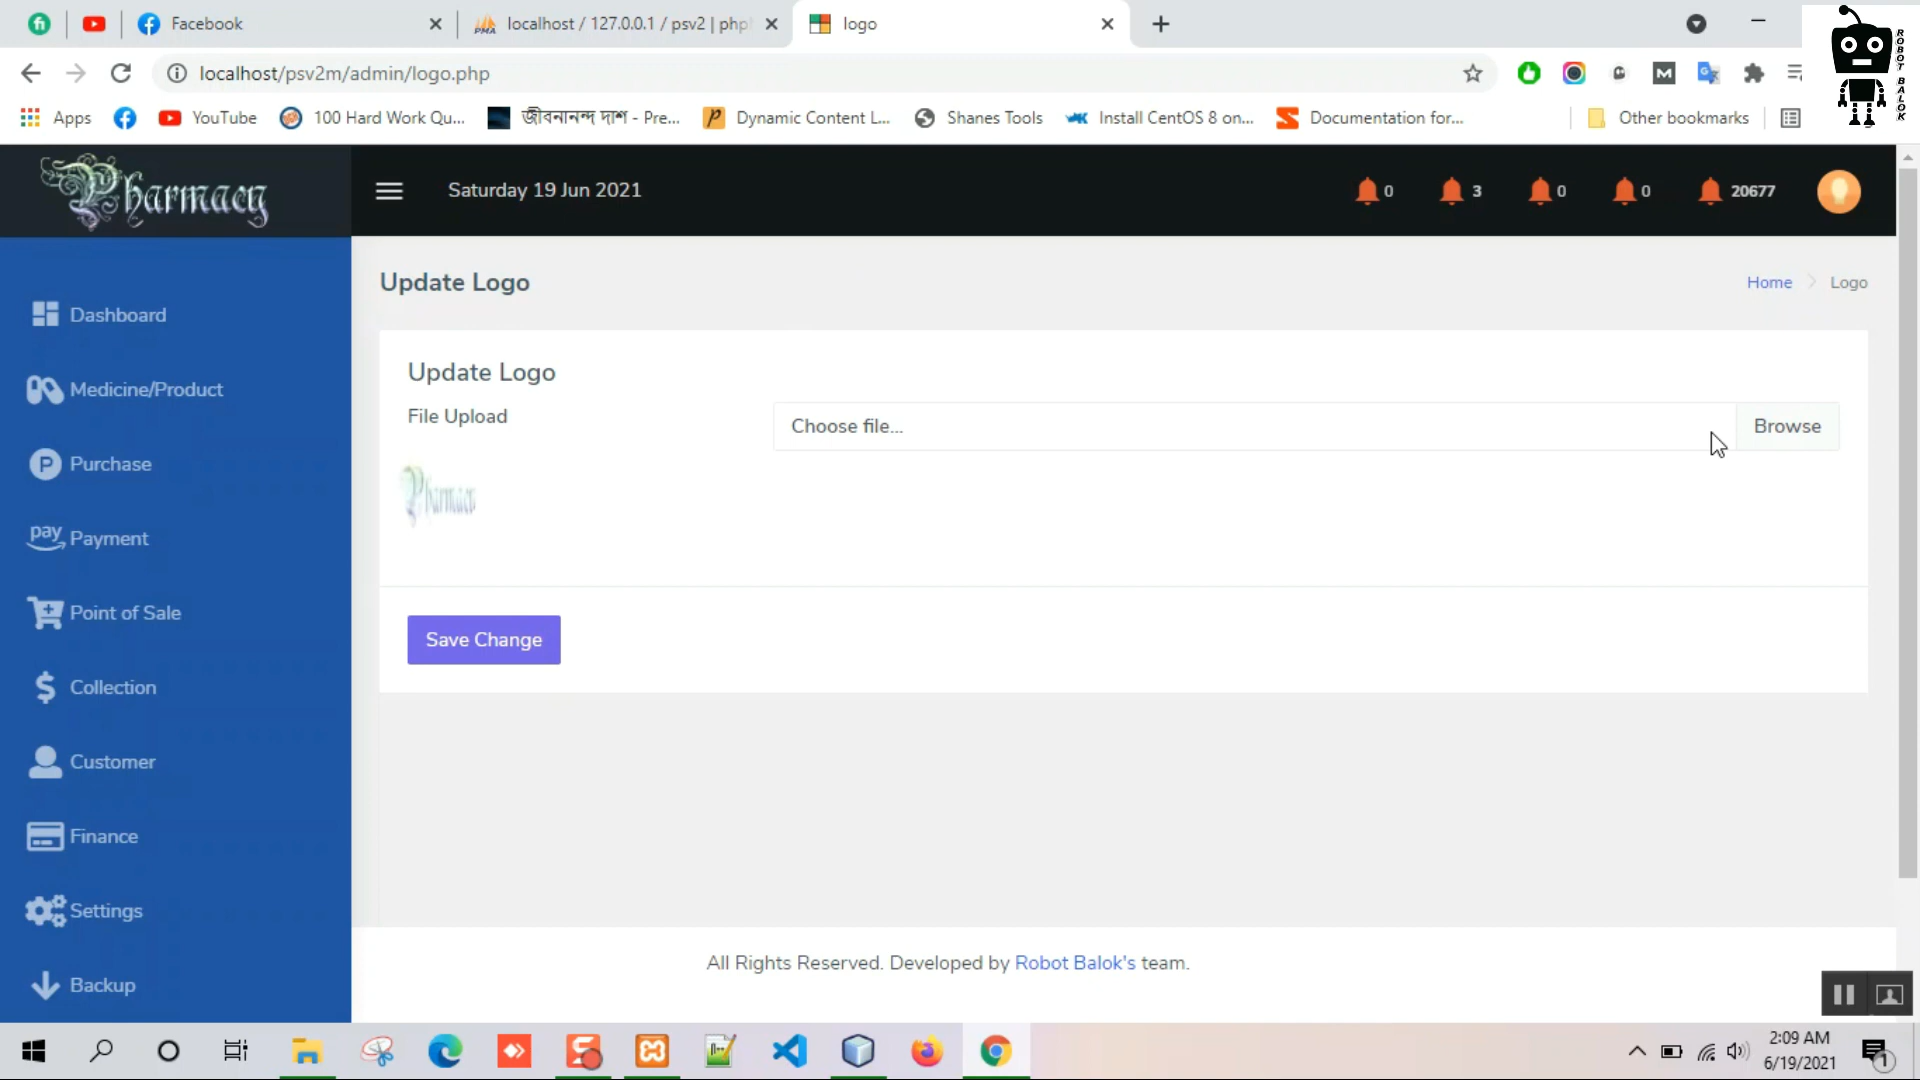 Facebook
localhost / 127.0.0.1 / psv2 | php
logo
localhost/psv2m/admin/logo.php
ROBOT BALOK
Apps
YouTube
100 Hard Work Qu...
জীবনানন্দ দাশ - Pre...
Dynamic Content L...
Shanes Tools
Install CentOS 8 on...
Documentation for...
Other bookmarks
Pharmacy
Saturday 19 Jun 2021
0
3
0
0
20677
Update Logo
Home
Logo
Dashboard
Medicine/Product
Purchase
pay Payment
Point of Sale
Collection
Customer
Finance
Settings
Backup
Update Logo
File Upload
Choose file...
Browse
Pharmacy
Save Change
All Rights Reserved. Developed by Robot Balok's team.
2:09 AM
6/19/2021
1